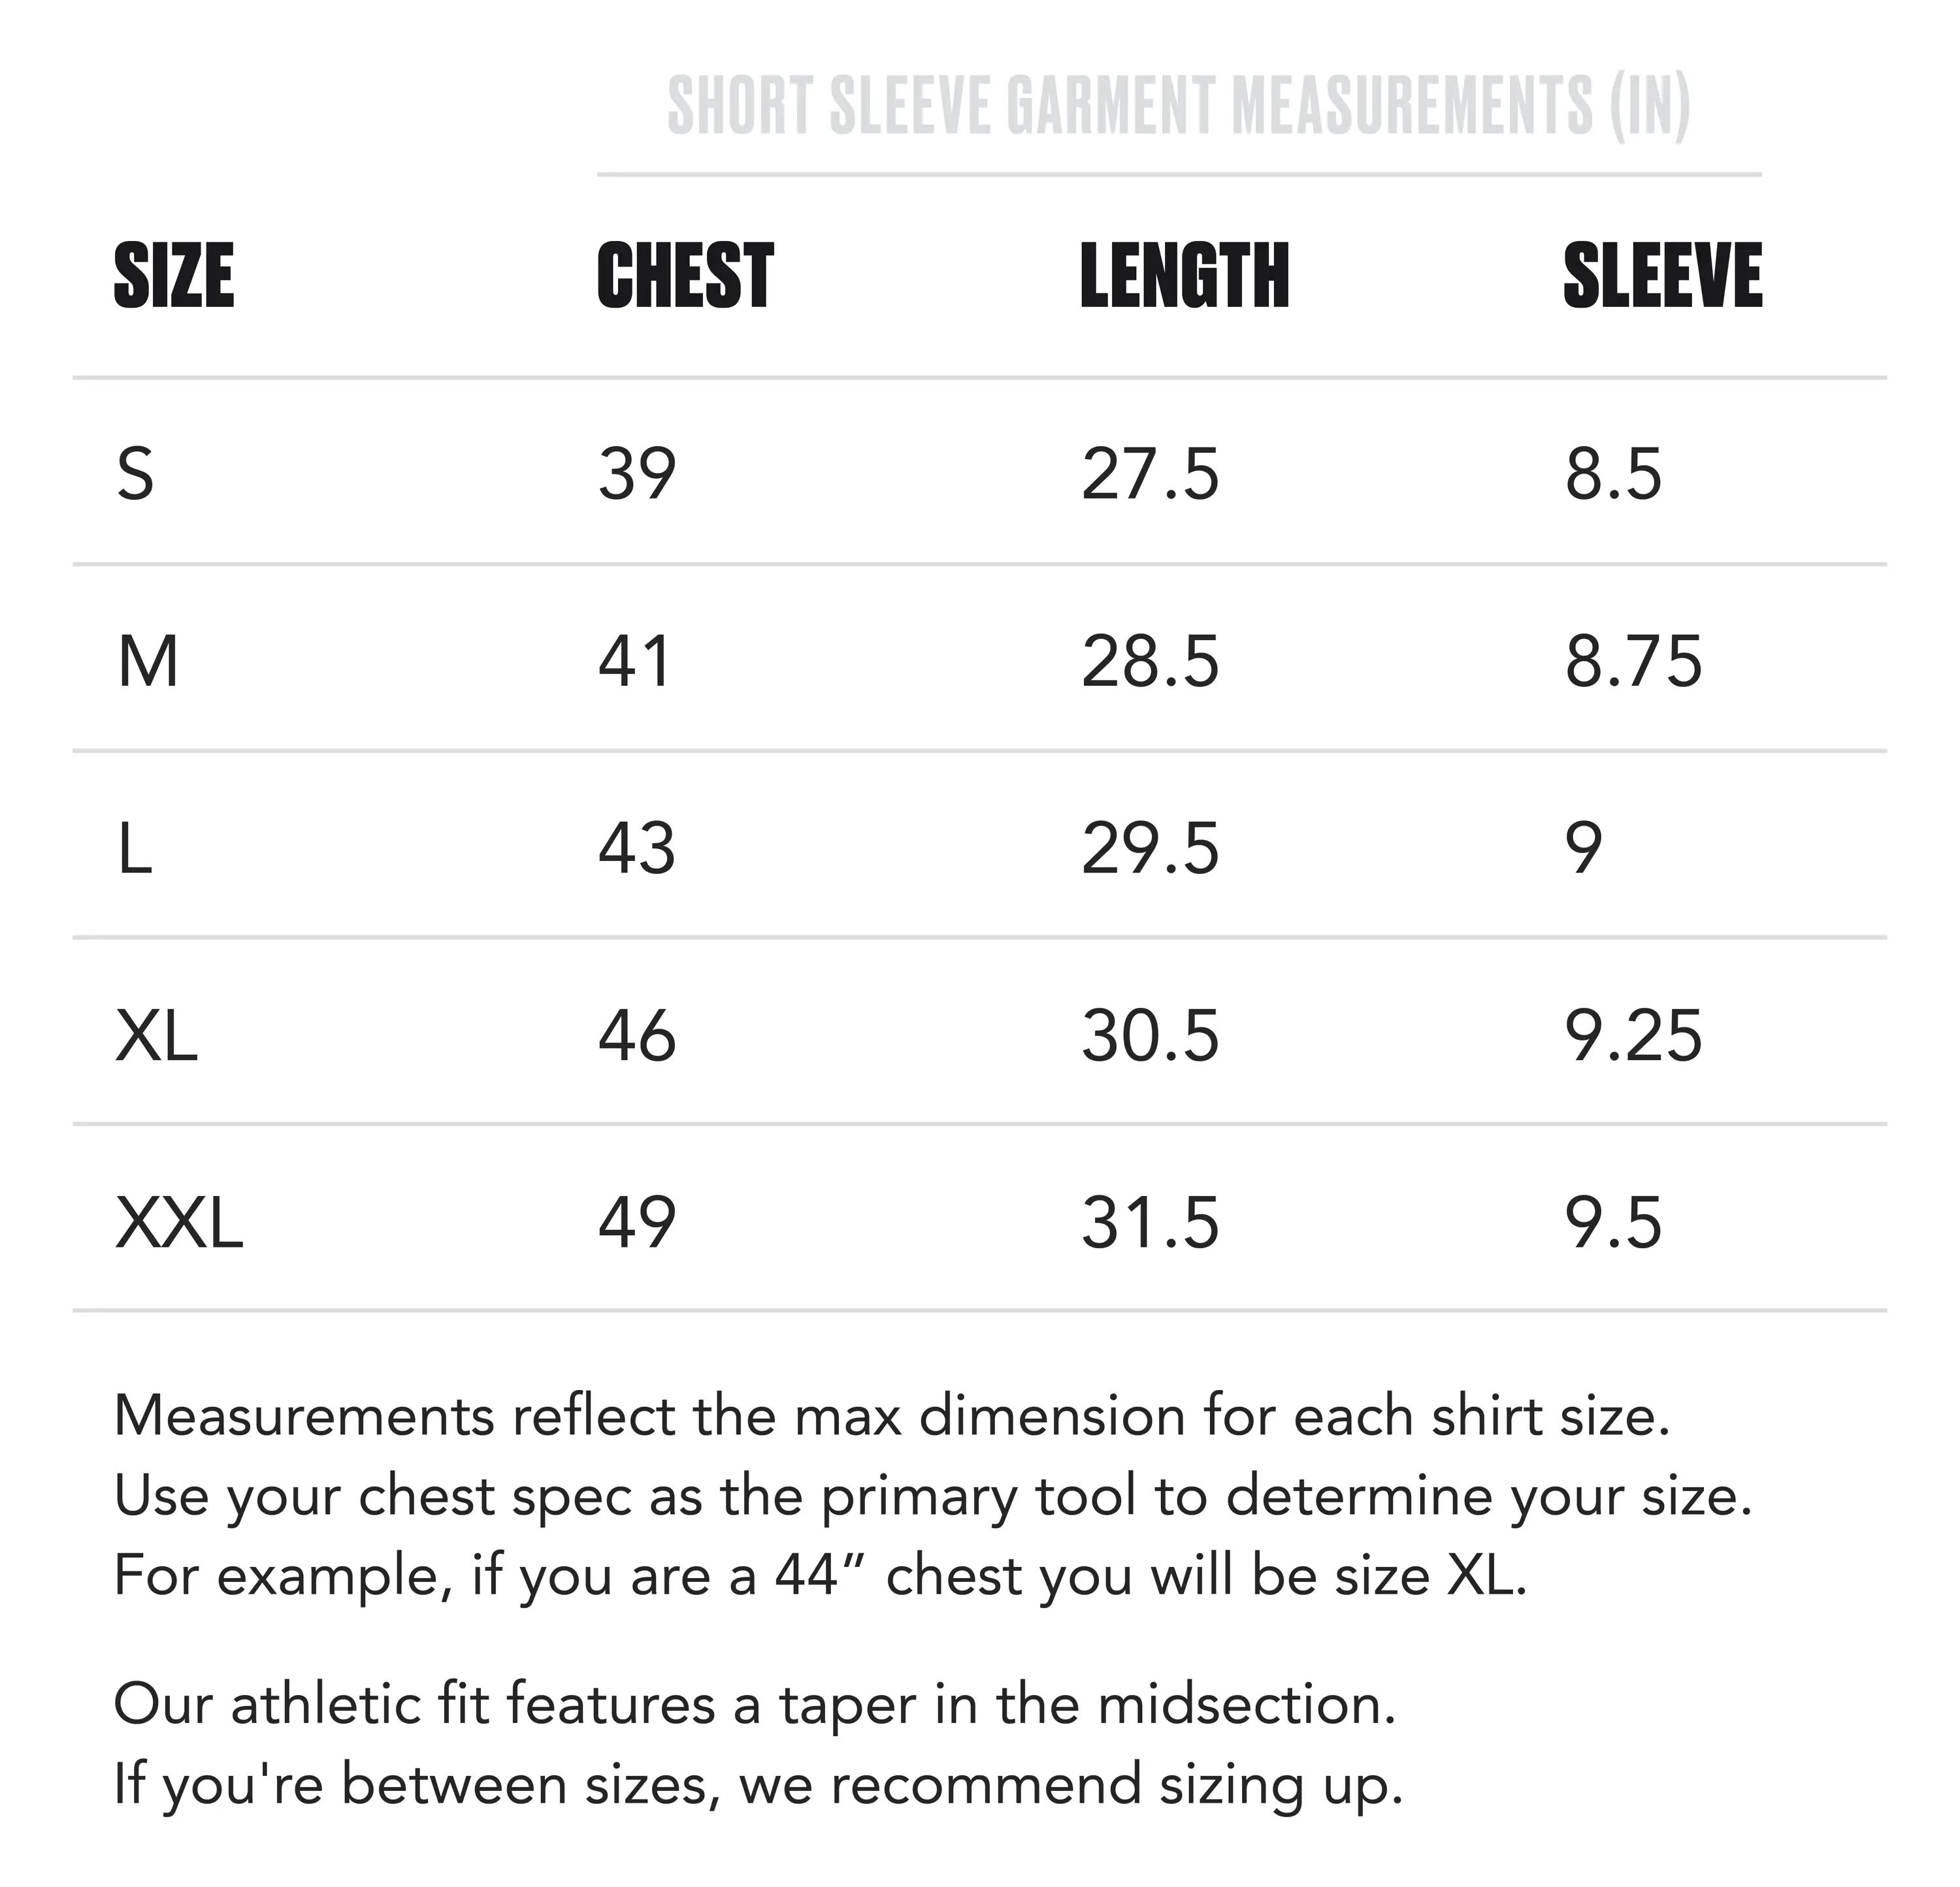 SHORT SLEEVE GARMENT MEASUREMENTS (IN)
SIZE CHEST LENGTH SLEEVE
S 39 27.5 8.5
M 41 28.5 8.75
L 43 29.5 9
XL 46 30.5 9.25
XXL 49 31.5 9.5
Measurements reflect the max dimension for each shirt size.
Use your chest spec as the primary tool to determine your size.
For example, if you are a 44” chest you will be size XL.
Our athletic fit features a taper in the midsection.
If you're between sizes, we recommend sizing up.